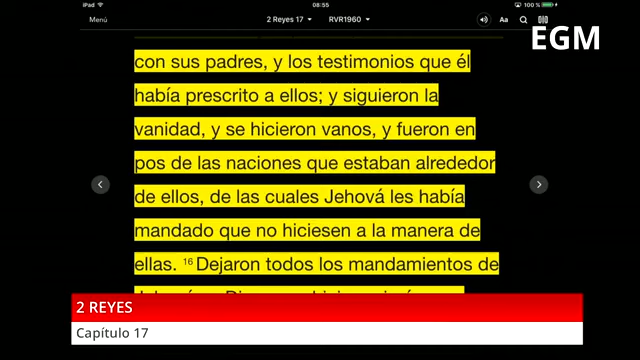 iPad
08:55
100%
Menú
2 Reyes 17
RVR1960
Aa
EGM
con sus padres, y los testimonios que él
había prescrito a ellos; y siguieron la
vanidad, y se hicieron vanos, y fueron en
pos de las naciones que estaban alrededor
de ellos, de las cuales Jehová les había
mandado que no hiciesen a la manera de
ellas. 16 Dejaron todos los mandamientos de
2 REYES
Capítulo 17